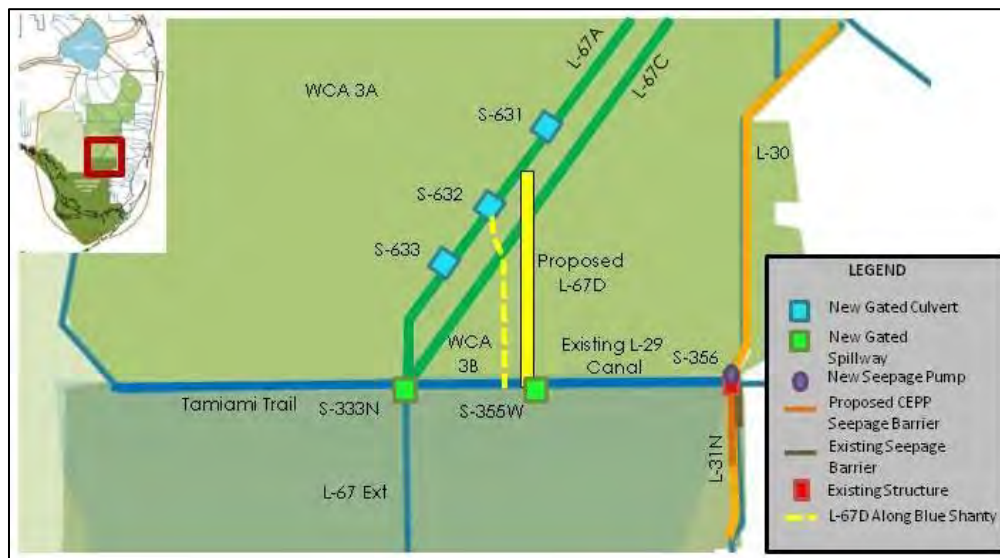 L-67A
L-67C
WCA 3A
S-631
L-30
S-632
S-633
Proposed
L-67D
WCA
3B
Existing L-29
Canal
S-356
Tamiami Trail
S-333N
S-355W
L-67 Ext
L-31N
LEGEND
New Gated Culvert
New Gated
Spillway
New Seepage Pump
Proposed CEPP
Seepage Barrier
Existing Seepage
Barrier
Existing Structure
L-67D Along Blue Shanty